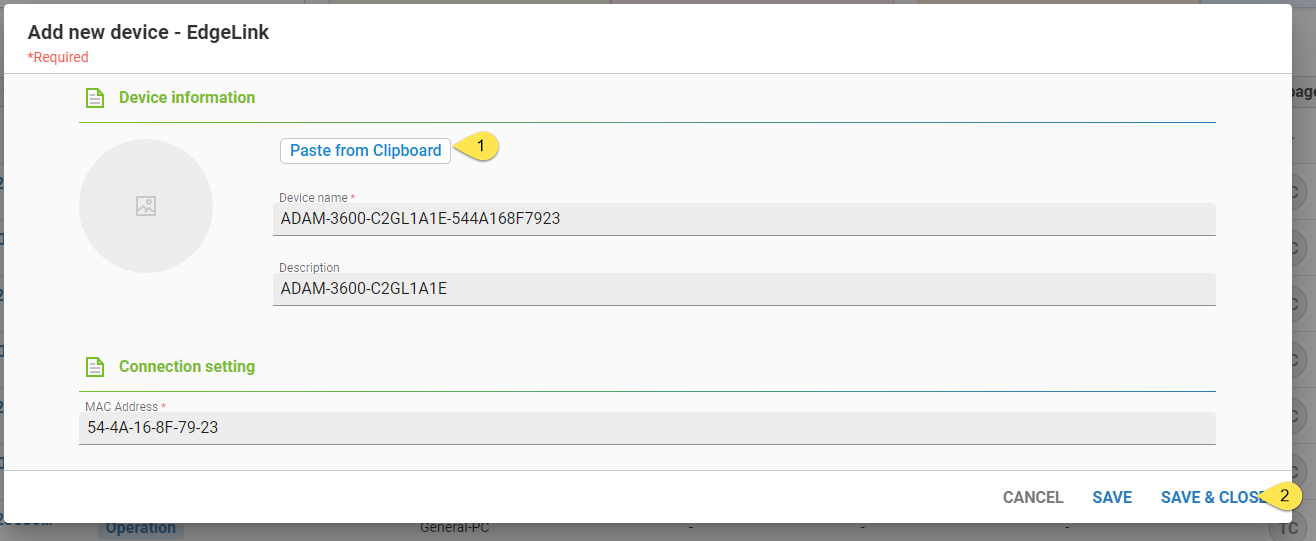 Add new device - EdgeLink
*Required
Device information
Paste from Clipboard
1
Device name *
ADAM-3600-C2GL1A1E-544A168F7923
Description
ADAM-3600-C2GL1A1E
Connection setting
MAC Address *
54-4A-16-8F-79-23
CANCEL SAVE SAVE & CLOSE 2
Operation General-PC - - - TC